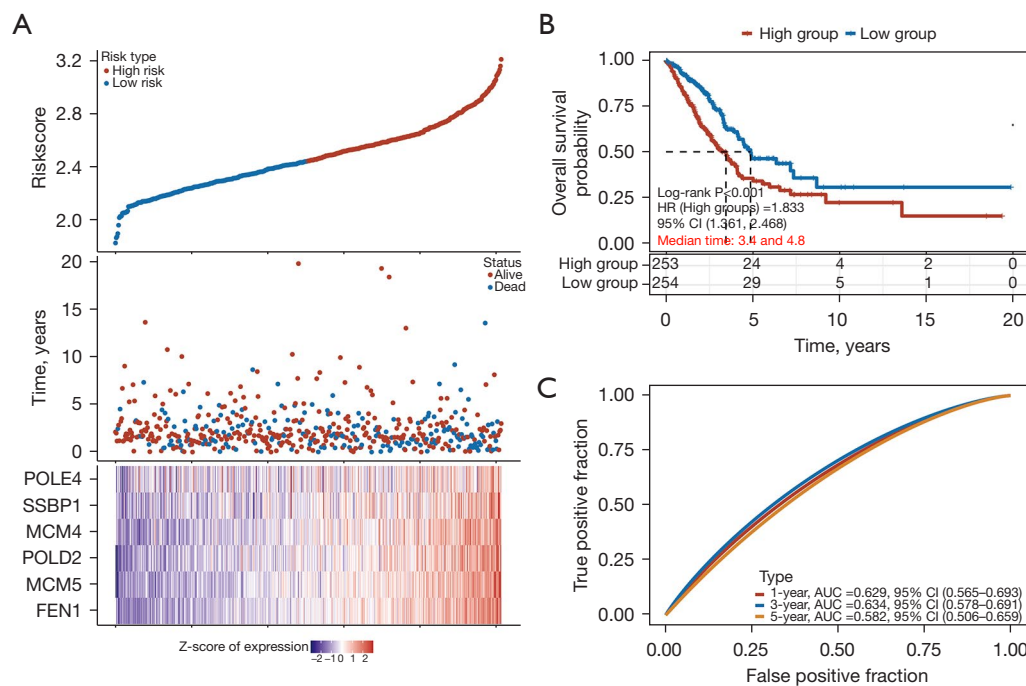 A
Risk type
High risk
Low risk
3.2
2.8
2.4
2.0
Riskscore
Status
Alive
Dead
20
15
10
5
0
Time, years
POLE4
SSBP1
MCM4
POLD2
MCM5
FEN1
Z-score of expression
−2 −1 0 1 2
B
High group Low group
1.00
0.75
0.50
0.25
0.00
Overall survival
probability
Log-rank P<0.001
HR (High groups) =1.833
95% CI (1.361, 2.468)
Median time: 3.4 and 4.8
High group 253 24 4 2 0
Low group 254 29 5 1 0
0 5 10 15 20
Time, years
C
1.00
0.75
0.50
0.25
0.00
True positive fraction
Type
1-year, AUC =0.629, 95% CI (0.565–0.693)
3-year, AUC =0.634, 95% CI (0.578–0.691)
5-year, AUC =0.582, 95% CI (0.506–0.659)
0.00 0.25 0.50 0.75 1.00
False positive fraction